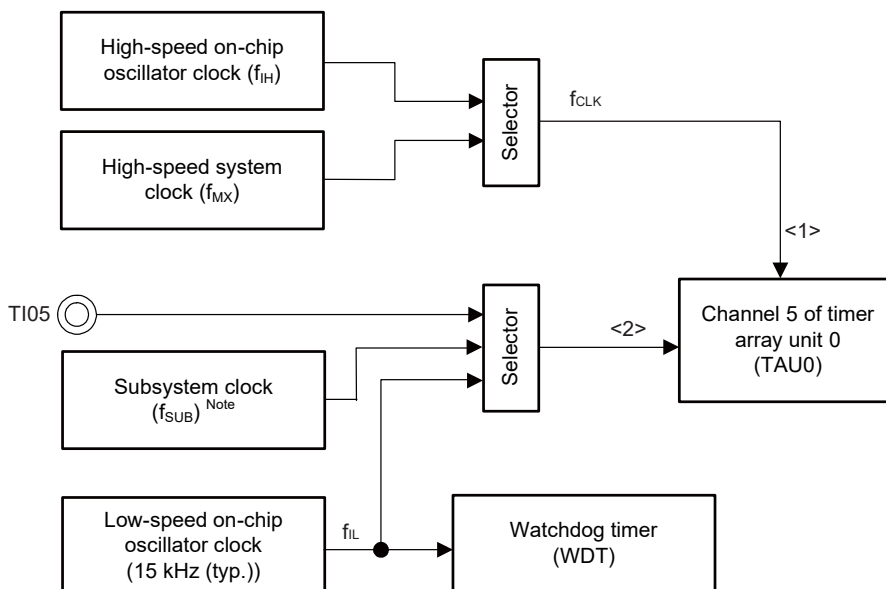 High-speed on-chip
oscillator clock (fIH)
High-speed system
clock (fMX)
Selector
fCLK
<1>
TI05
Subsystem clock
(fSUB) Note
Selector
<2>
Channel 5 of timer
array unit 0
(TAU0)
Low-speed on-chip
oscillator clock
(15 kHz (typ.))
fIL
Watchdog timer
(WDT)